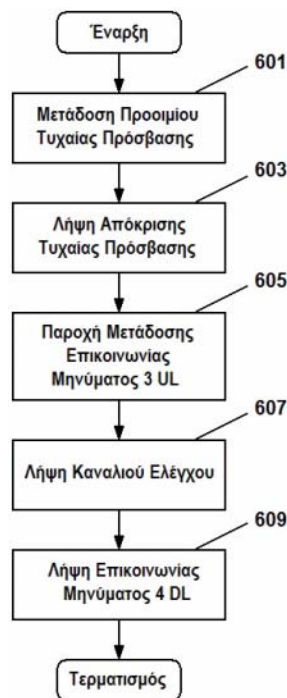 Έναρξη
601
Μετάδοση Προοιμίου
Τυχαίας Πρόσβασης
603
Λήψη Απόκρισης
Τυχαίας Πρόσβασης
605
Παροχή Μετάδοσης
Επικοινωνίας
Μηνύματος 3 UL
607
Λήψη Καναλιού Ελέγχου
609
Λήψη Επικοινωνίας
Μηνύματος 4 DL
Τερματισμός